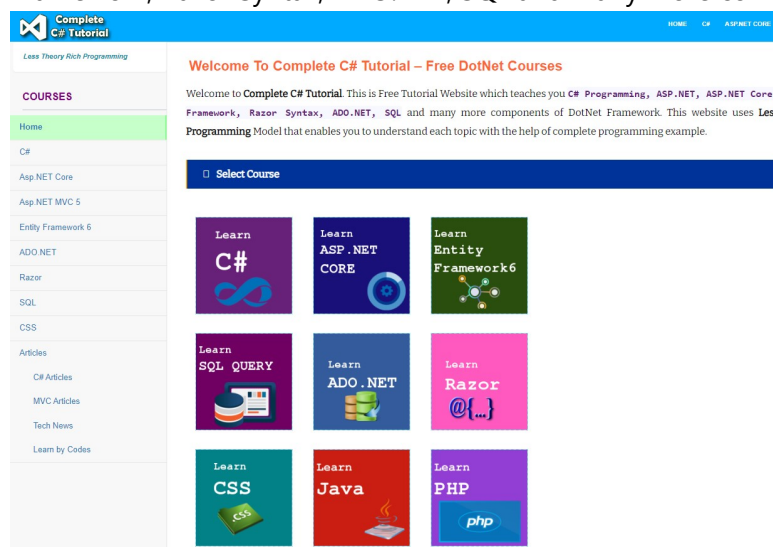 Complete
C# Tutorial
HOME C# ASP.NET CORE
Less Theory Rich Programming
COURSES
Home
C#
Asp.NET Core
Asp.NET MVC 5
Entity Framework 6
ADO.NET
Razor
SQL
CSS
Articles
C# Articles
MVC Articles
Tech News
Learn by Codes
Welcome To Complete C# Tutorial – Free DotNet Courses
Welcome to Complete C# Tutorial. This is Free Tutorial Website which teaches you C# Programming, ASP.NET, ASP.NET Core
Framework, Razor Syntax, ADO.NET, SQL and many more components of DotNet Framework. This website uses Les
Programming Model that enables you to understand each topic with the help of complete programming example.
Select Course
Learn
C#
Learn
ASP.NET
CORE
Learn
Entity
Framework6
Learn
SQL QUERY
Learn
ADO.NET
Learn
Razor
@{…}
Learn
CSS
.CSS
Learn
Java
Learn
PHP
php